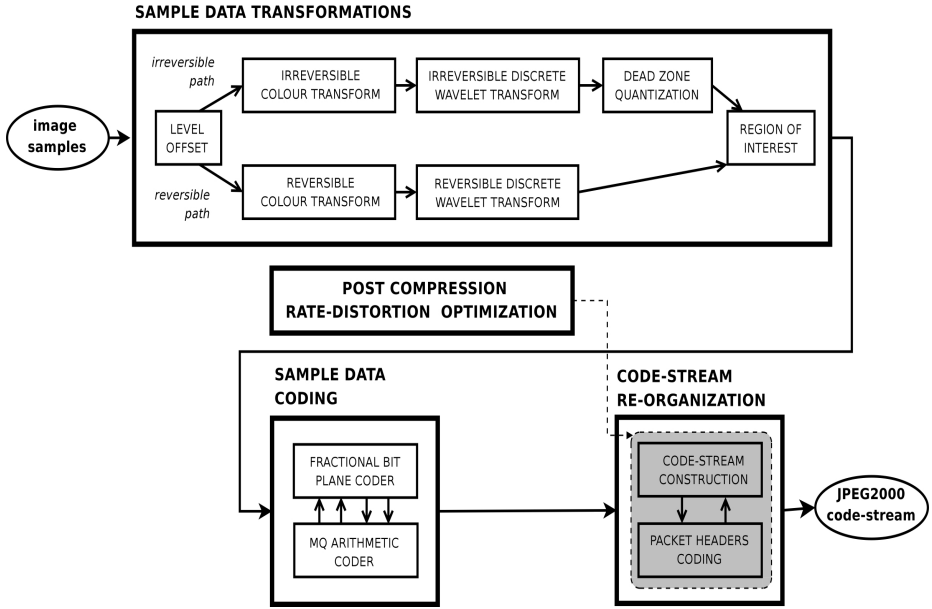 SAMPLE DATA TRANSFORMATIONS
irreversible
path
IRREVERSIBLE
COLOUR TRANSFORM
IRREVERSIBLE DISCRETE
WAVELET TRANSFORM
DEAD ZONE
QUANTIZATION
image
samples
LEVEL
OFFSET
REGION OF
INTEREST
reversible
path
REVERSIBLE
COLOUR TRANSFORM
REVERSIBLE DISCRETE
WAVELET TRANSFORM
POST COMPRESSION
RATE-DISTORTION OPTIMIZATION
SAMPLE DATA
CODING
CODE-STREAM
RE-ORGANIZATION
FRACTIONAL BIT
PLANE CODER
MQ ARITHMETIC
CODER
CODE-STREAM
CONSTRUCTION
PACKET HEADERS
CODING
JPEG2000
code-stream